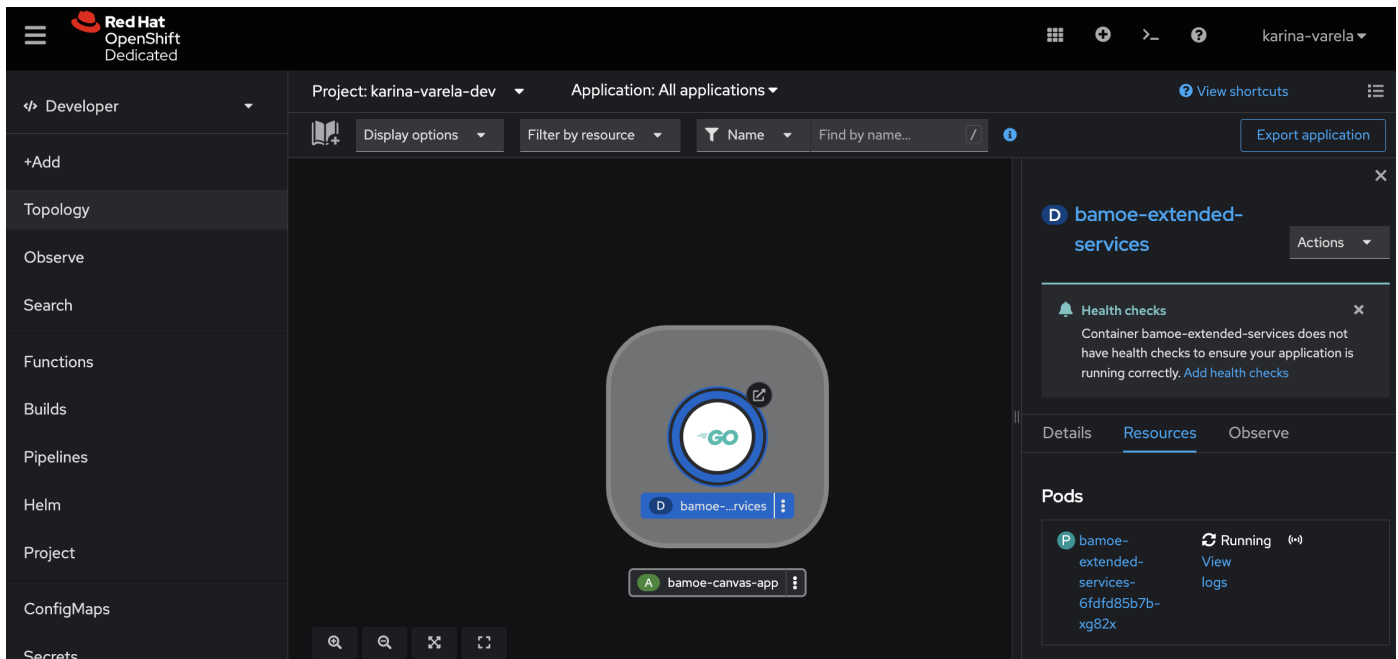 Red Hat
OpenShift
Dedicated
karina-varela
Developer
Project: karina-varela-dev
Application: All applications
View shortcuts
Display options
Filter by resource
Name
Find by name...
/
Export application
+Add
Topology
Observe
Search
Functions
Builds
Pipelines
Helm
Project
ConfigMaps
Secrets
GO
D bamoe-...rvices
A bamoe-canvas-app
D bamoe-extended-
services
Actions
Health checks
Container bamoe-extended-services does not
have health checks to ensure your application is
running correctly. Add health checks
Details
Resources
Observe
Pods
P bamoe-
extended-
services-
6fdfd85b7b-
xg82x
Running
View
logs